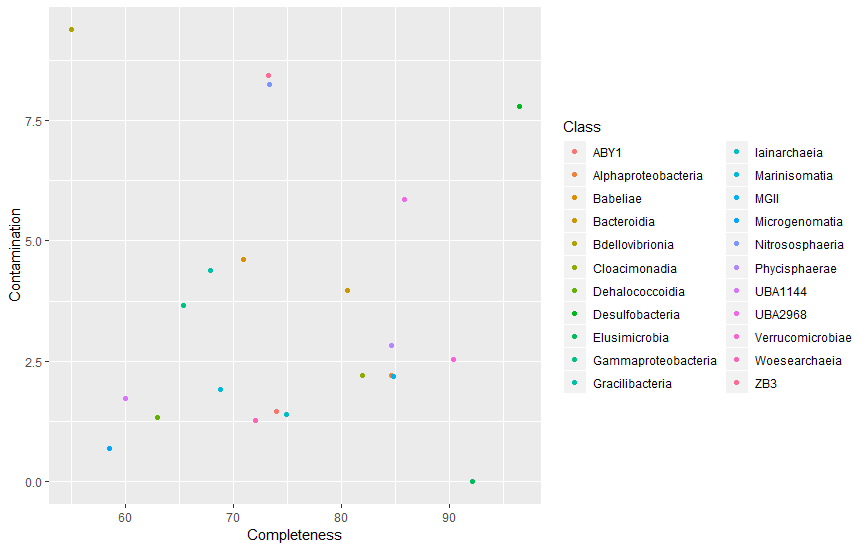 7.5
5.0
2.5
0.0
Contamination
60 70 80 90
Completeness
Class
ABY1
Alphaproteobacteria
Babeliae
Bacteroidia
Bdellovibrionia
Cloacimonadia
Dehalococcoidia
Desulfobacteria
Elusimicrobia
Gammaproteobacteria
Gracilibacteria
Iainarchaeia
Marinisomatia
MGII
Microgenomatia
Nitrososphaeria
Phycisphaerae
UBA1144
UBA2968
Verrucomicrobiae
Woesearchaeia
ZB3